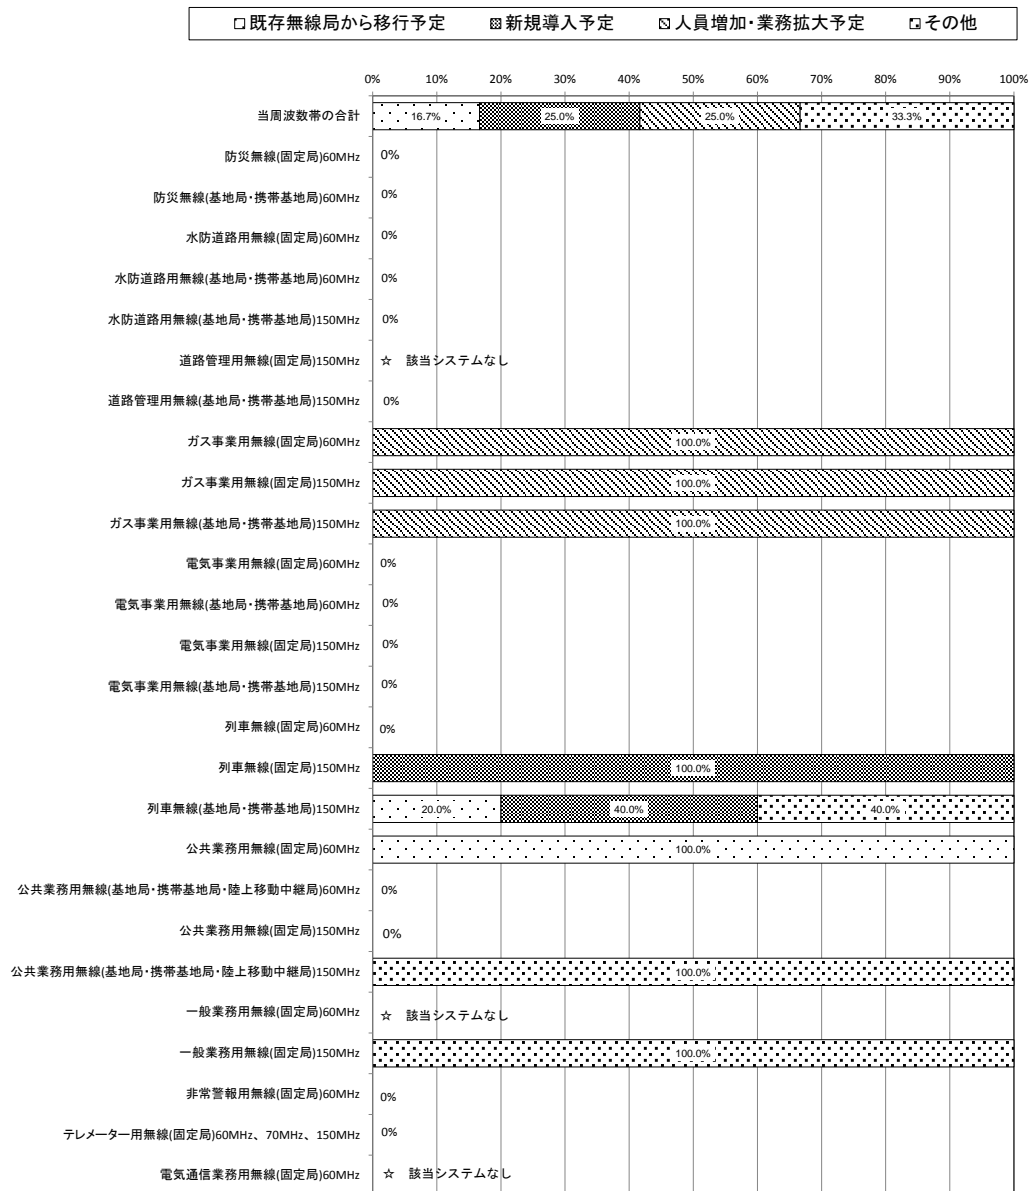 既存無線局から移行予定 新規導入予定 人員増加・業務拡大予定 その他
0% 10% 20% 30% 40% 50% 60% 70% 80% 90% 100%
当周波数帯の合計 16.7% 25.0% 25.0% 33.3%
防災無線(固定局)60MHz 0%
防災無線(基地局・携帯基地局)60MHz 0%
水防道路用無線(固定局)60MHz 0%
水防道路用無線(基地局・携帯基地局)60MHz 0%
水防道路用無線(基地局・携帯基地局)150MHz 0%
道路管理用無線(固定局)150MHz ☆ 該当システムなし
道路管理用無線(基地局・携帯基地局)150MHz 0%
ガス事業用無線(固定局)60MHz 100.0%
ガス事業用無線(固定局)150MHz 100.0%
ガス事業用無線(基地局・携帯基地局)150MHz 100.0%
電気事業用無線(固定局)60MHz 0%
電気事業用無線(基地局・携帯基地局)60MHz 0%
電気事業用無線(固定局)150MHz 0%
電気事業用無線(基地局・携帯基地局)150MHz 0%
列車無線(固定局)60MHz 0%
列車無線(固定局)150MHz 100.0%
列車無線(基地局・携帯基地局)150MHz 20.0% 40.0% 40.0%
公共業務用無線(固定局)60MHz 100.0%
公共業務用無線(基地局・携帯基地局・陸上移動中継局)60MHz 0%
公共業務用無線(固定局)150MHz 0%
公共業務用無線(基地局・携帯基地局・陸上移動中継局)150MHz 100.0%
一般業務用無線(固定局)60MHz ☆ 該当システムなし
一般業務用無線(固定局)150MHz 100.0%
非常警報用無線(固定局)60MHz 0%
テレメーター用無線(固定局)60MHz、70MHz、150MHz 0%
電気通信業務用無線(固定局)60MHz ☆ 該当システムなし